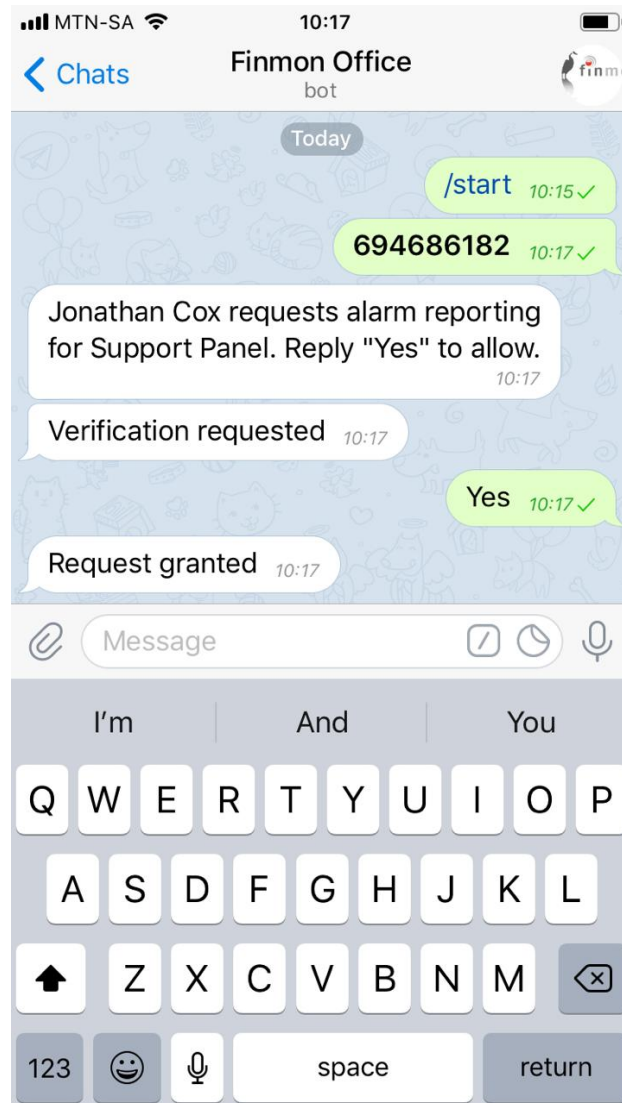 MTN-SA 10:17
Chats Finmon Office
bot
Today
/start 10:15
694686182 10:17
Jonathan Cox requests alarm reporting
for Support Panel. Reply "Yes" to allow.
10:17
Verification requested 10:17
Yes 10:17
Request granted 10:17
Message
I'm And You
Q W E R T Y U I O P
A S D F G H J K L
Z X C V B N M
123 space return